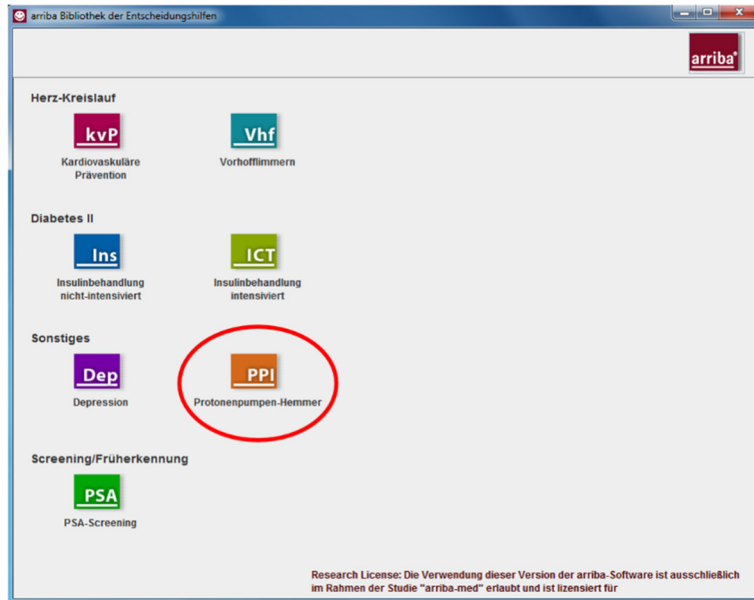 arriba Bibliothek der Entscheidungshilfen
arriba
Herz-Kreislauf
kvP
Vhf
Kardiovaskuläre
Prävention
Vorhofflimmern
Diabetes II
Ins
ICT
Insulinbehandlung
nicht-intensiviert
Insulinbehandlung
intensiviert
Sonstiges
Dep
PPI
Depression
Protonenpumpen-Hemmer
Screening/Früherkennung
PSA
PSA-Screening
Research License: Die Verwendung dieser Version der arriba-Software ist ausschließlich
im Rahmen der Studie "arriba-med" erlaubt und ist lizensiert für